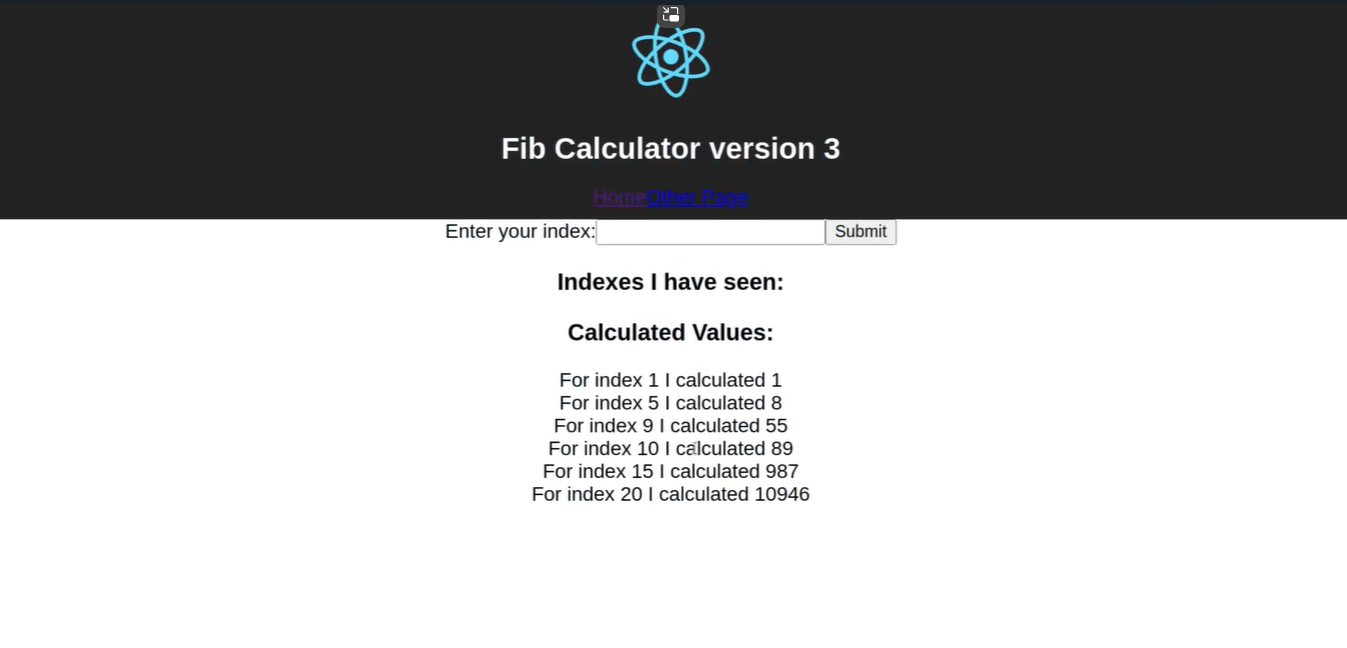 Fib Calculator version 3
HomeOther Page
Enter your index: Submit
Indexes I have seen:
Calculated Values:
For index 1 I calculated 1
For index 5 I calculated 8
For index 9 I calculated 55
For index 10 I calculated 89
For index 15 I calculated 987
For index 20 I calculated 10946